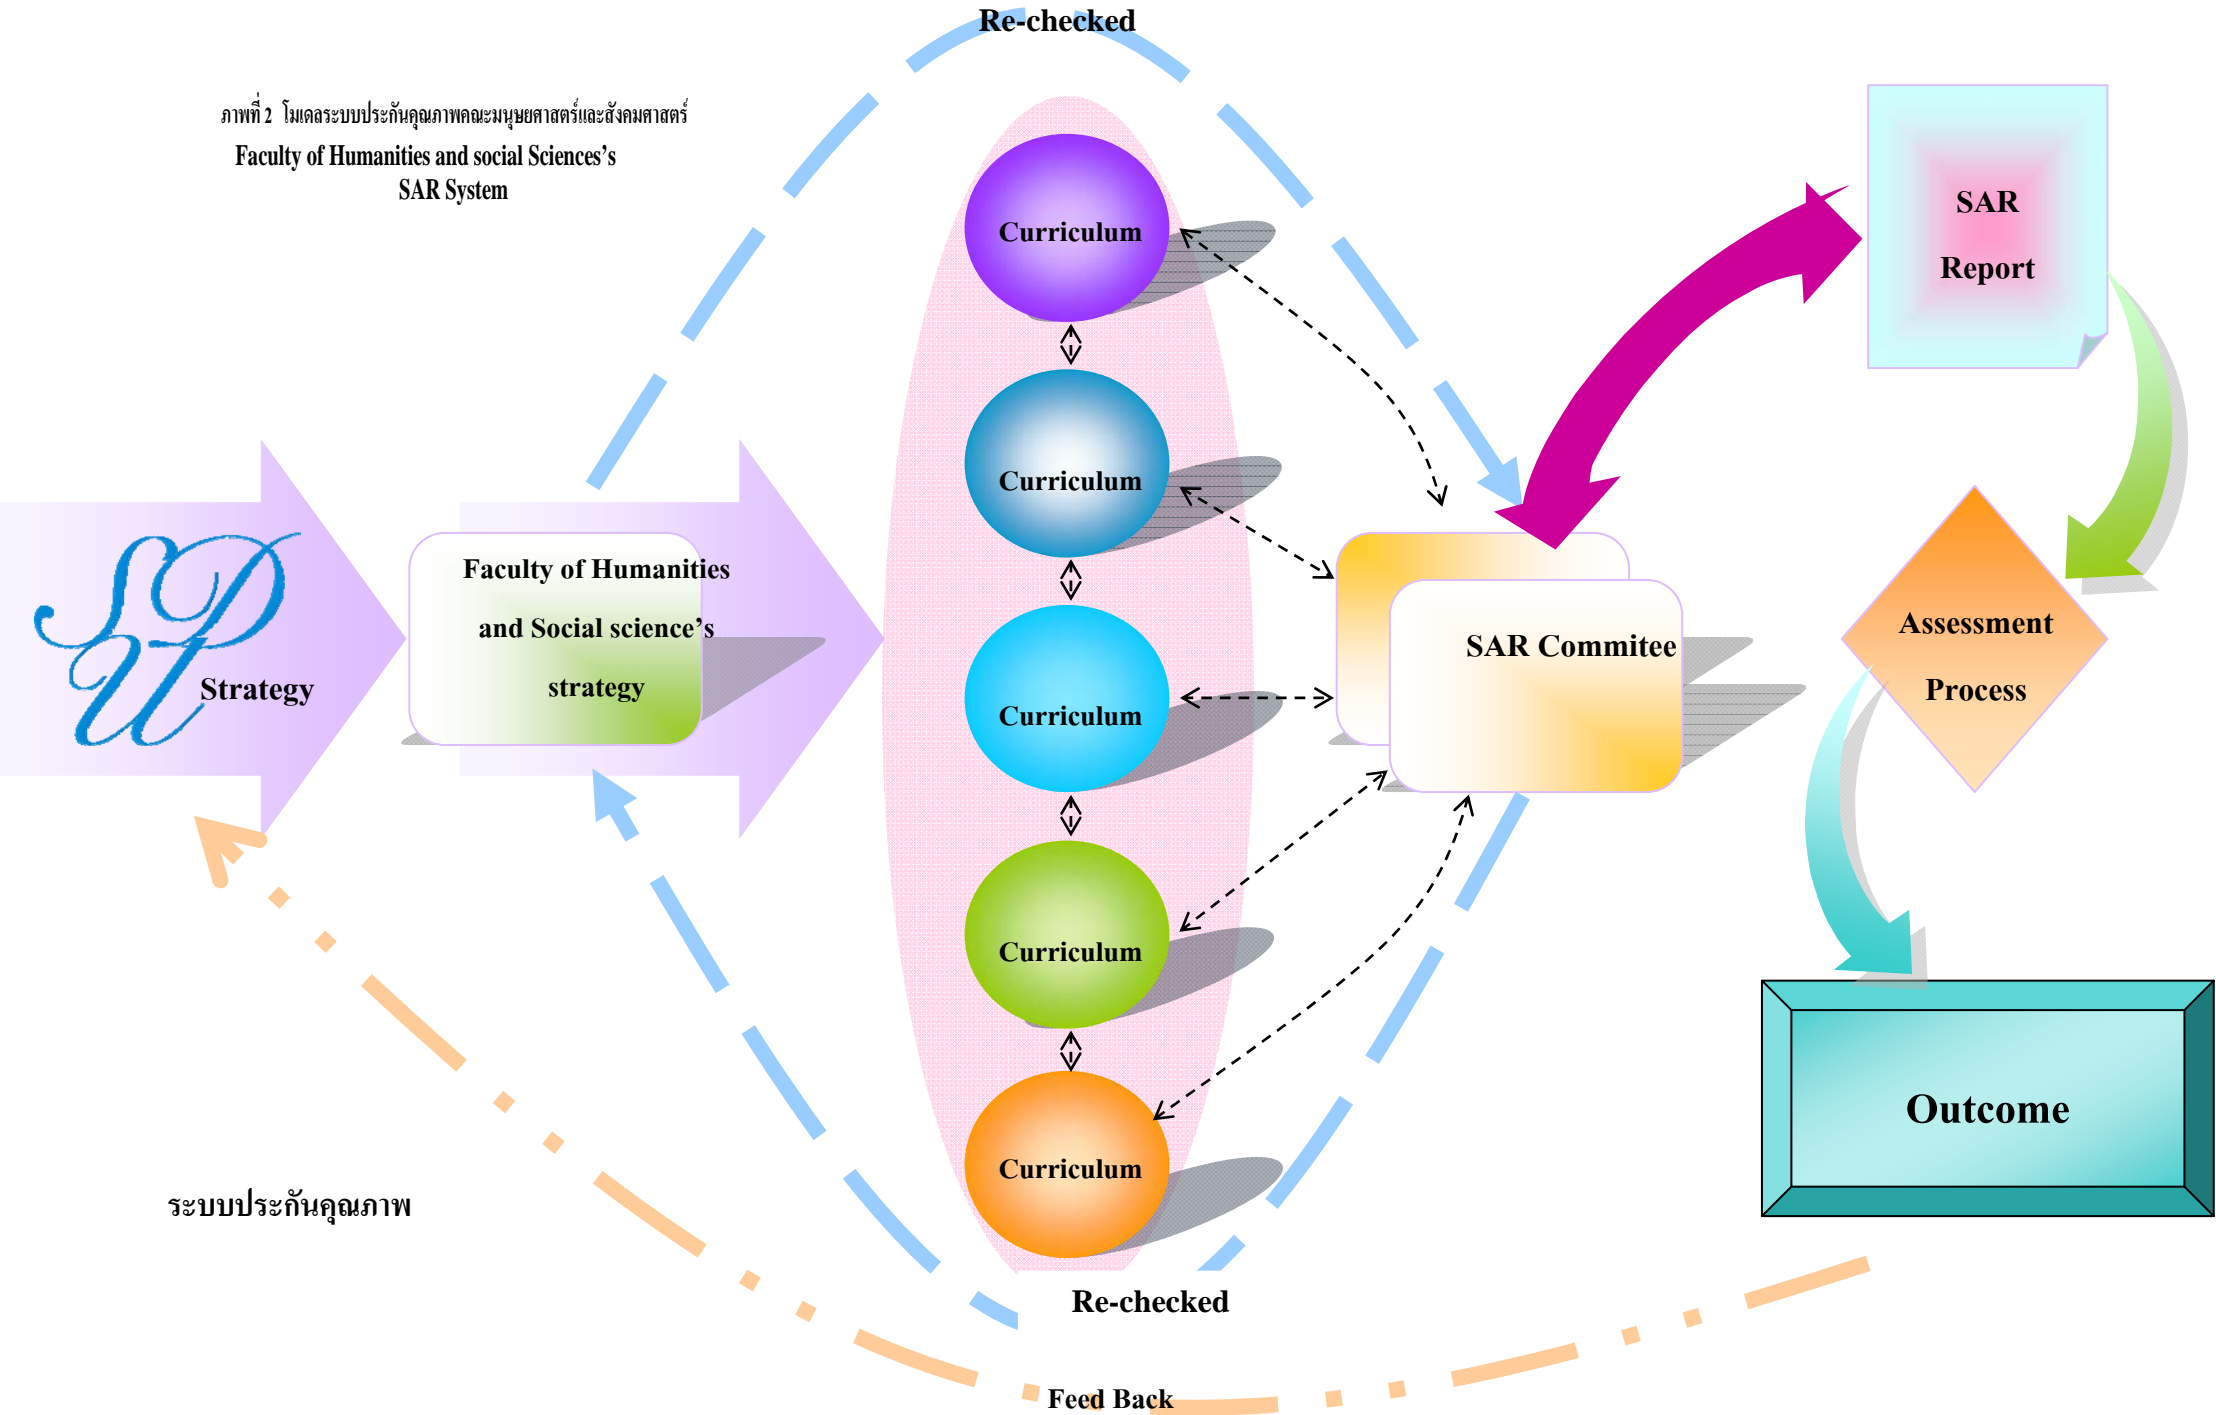 Re-checked
ภาพที่ 2 โมเดลระบบประกันคุณภาพคณะมนุษยศาสตร์และสังคมศาสตร์
Faculty of Humanities and social Sciences’s
SAR System
SAR
Report
Curriculum
Curriculum
Curriculum
Curriculum
Curriculum
SDU
Strategy
Faculty of Humanities
and Social science’s
strategy
SAR Commitee
Assessment
Process
Outcome
ระบบประกันคุณภาพ
Re-checked
Feed Back